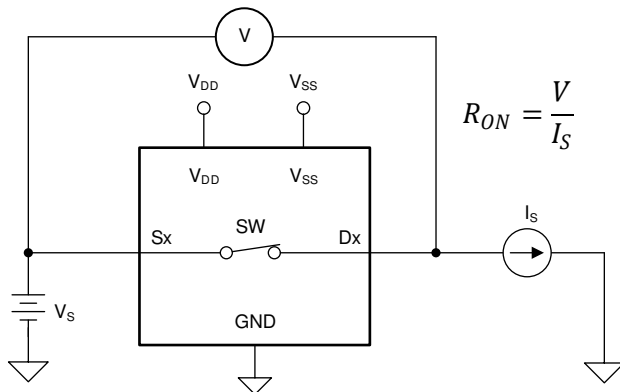 V
V_DD V_SS
R_ON = V / I_S
V_DD V_SS
Sx SW Dx
I_S
V_S
GND